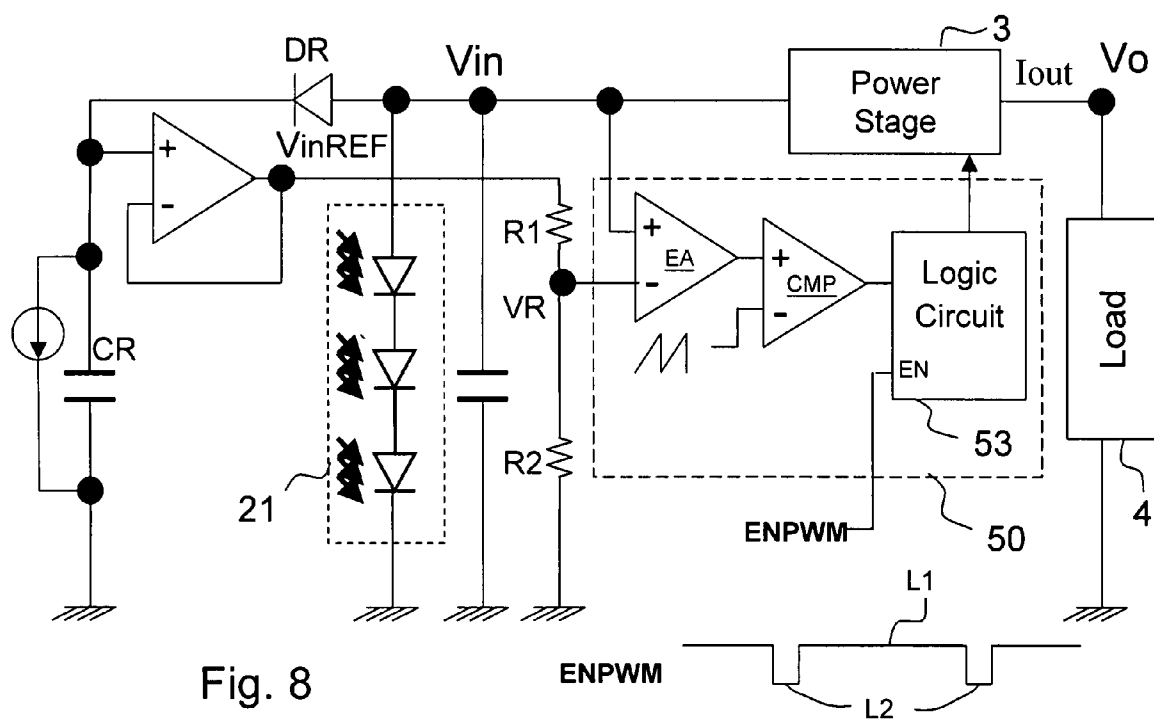 3
DR
Vin
Iout
Vo
Power
Stage
+
-
VinREF
R1
VR
+
-
EA
+
-
CMP
Logic
Circuit
EN
Load
CR
R2
21
53
50
4
ENPWM
L1
ENPWM
L2
Fig. 8